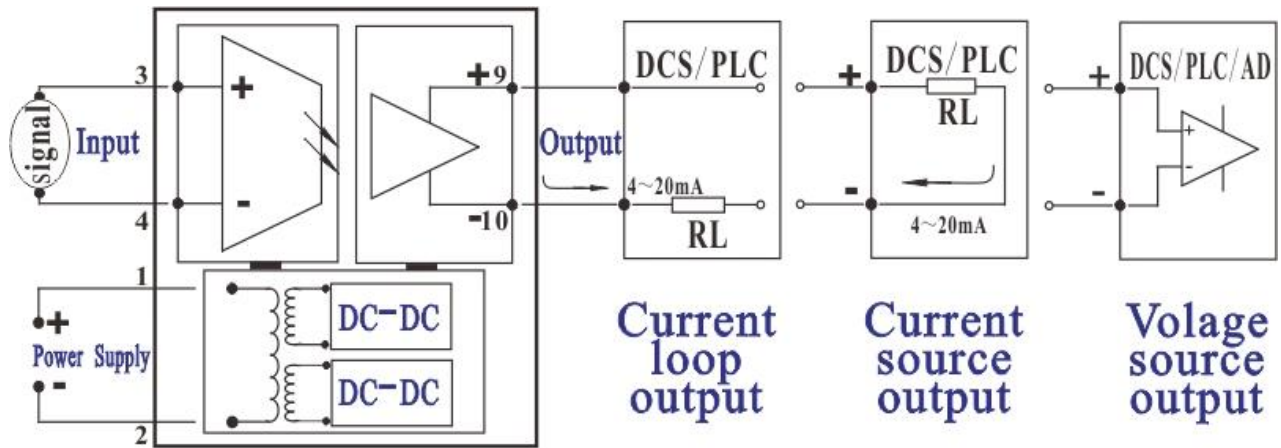 3
+
signal
Input
-
4
+ 9
Output
-10
1
+
Power Supply
-
2
DC-DC
DC-DC
DCS/PLC
4~20mA
RL
Current
loop
output
+
DCS/PLC
RL
-
4~20mA
Current
source
output
+
DCS/PLC/AD
+
-
-
Volage
source
output